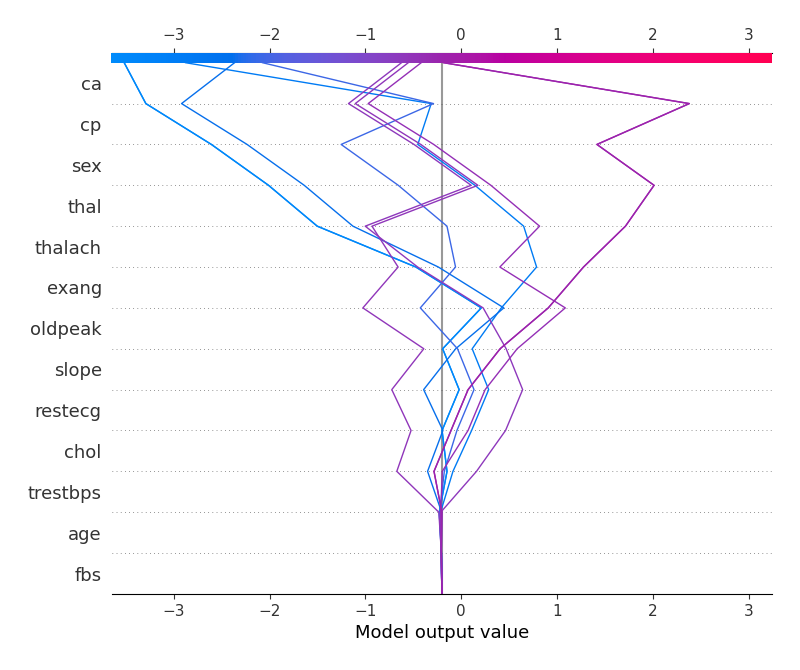 −3 −2 −1 0 1 2 3
ca
cp
sex
thal
thalach
exang
oldpeak
slope
restecg
chol
trestbps
age
fbs
−3 −2 −1 0 1 2 3
Model output value